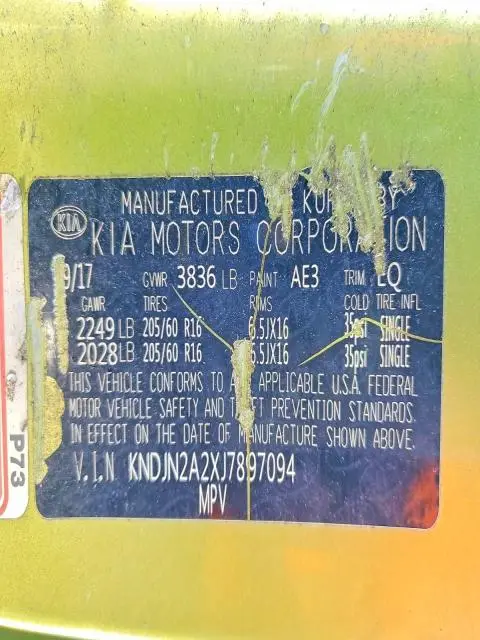 MANUFACTURED KOR BY
KIA KIA MOTORS CORPORATION
9/17 GVWR 3836 LB PAINT AE3 TRIM EQ
GAWR TIRES RIMS COLD TIRE INFL
2249 LB 205/60 R16 6.5JX16 35psi SINGLE
2028 LB 205/60 R16 6.5JX16 35psi SINGLE
THIS VEHICLE CONFORMS TO ALL APPLICABLE U.S.A. FEDERAL
MOTOR VEHICLE SAFETY AND THEFT PREVENTION STANDARDS
IN EFFECT ON THE DATE OF MANUFACTURE SHOWN ABOVE.
V.I.N KNDJN2A2XJ7897094
MPV
P73